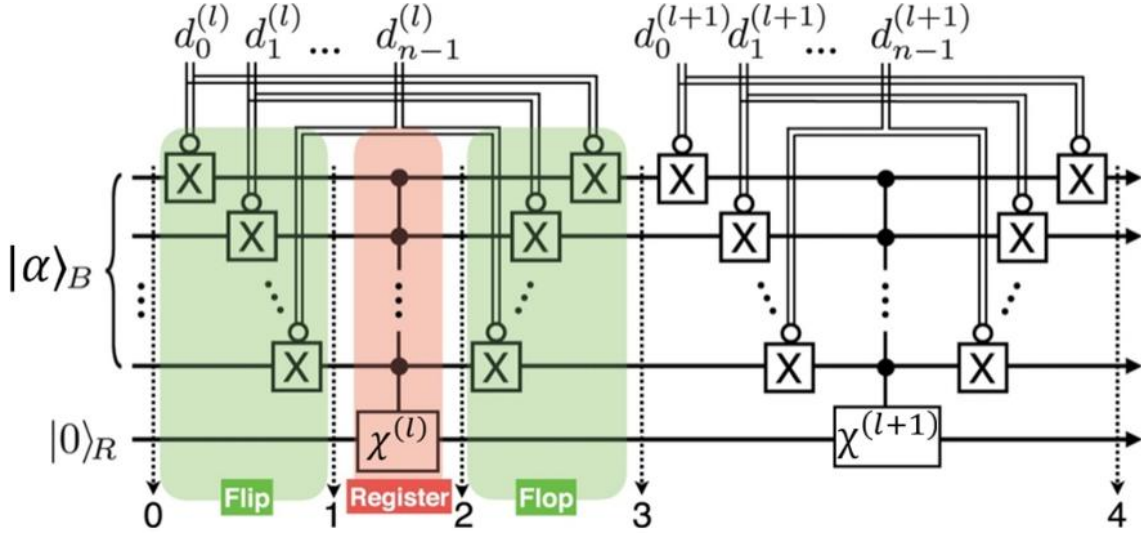 d_0^{(l)} d_1^{(l)} ... d_{n-1}^{(l)} d_0^{(l+1)} d_1^{(l+1)} ... d_{n-1}^{(l+1)}
X X X X
X X X X
|α⟩_B
X X X X
|0⟩_R χ^{(l)} χ^{(l+1)}
Flip Register Flop
0 1 2 3 4